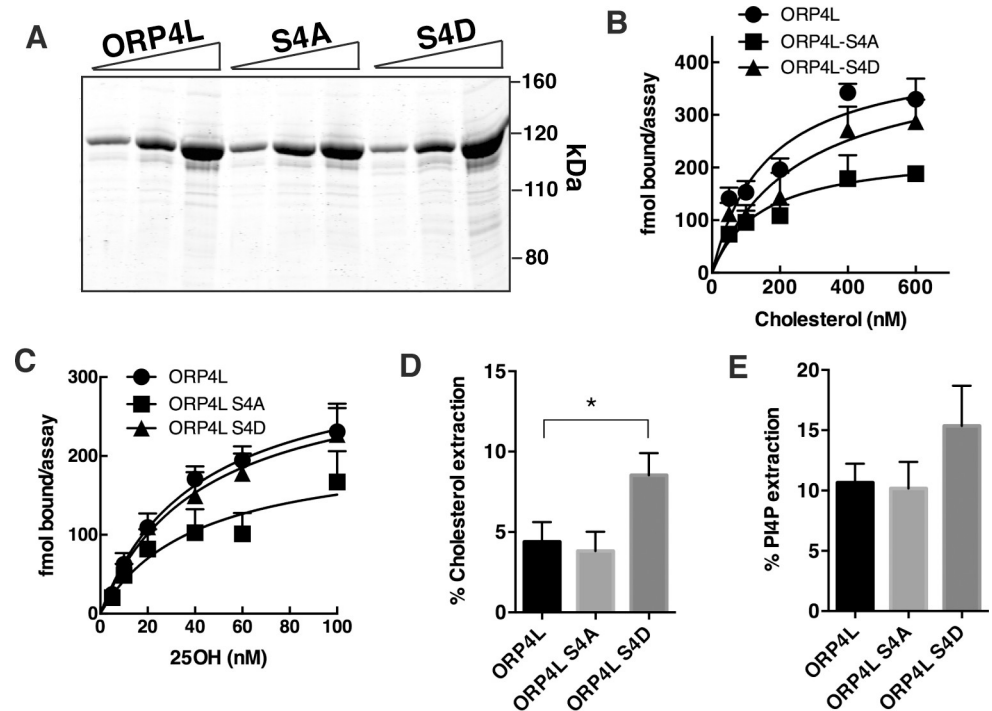 A
ORP4L S4A S4D
160
120
110
80
kDa
B
ORP4L
ORP4L-S4A
ORP4L-S4D
fmol bound/assay
400
300
200
100
0
0 200 400 600
Cholesterol (nM)
C
ORP4L
ORP4L S4A
ORP4L S4D
fmol bound/assay
300
200
100
0
0 20 40 60 80 100
25OH (nM)
D
% Cholesterol extraction
15
10
5
0
*
ORP4L
ORP4L S4A
ORP4L S4D
E
% PI4P extraction
20
15
10
5
0
ORP4L
ORP4L S4A
ORP4L S4D